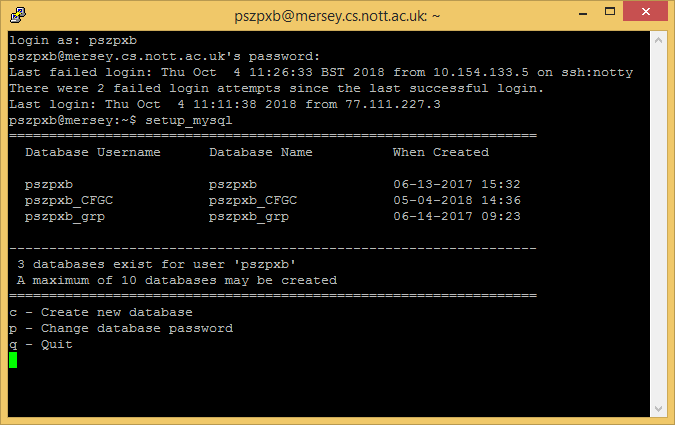 pszpxb@mersey.cs.nott.ac.uk: ~
login as: pszpxb
pszpxb@mersey.cs.nott.ac.uk's password:
Last failed login: Thu Oct  4 11:26:33 BST 2018 from 10.154.133.5 on ssh:notty
There were 2 failed login attempts since the last successful login.
Last login: Thu Oct  4 11:11:38 2018 from 77.111.227.3
pszpxb@mersey:~$ setup_mysql
==================================================================
  Database Username      Database Name          When Created
  pszpxb                 pszpxb                 06-13-2017 15:32
  pszpxb_CFGC            pszpxb_CFGC            05-04-2018 14:36
  pszpxb_grp             pszpxb_grp             06-14-2017 09:23
------------------------------------------------------------------
 3 databases exist for user 'pszpxb'
 A maximum of 10 databases may be created
==================================================================
c - Create new database
p - Change database password
q - Quit